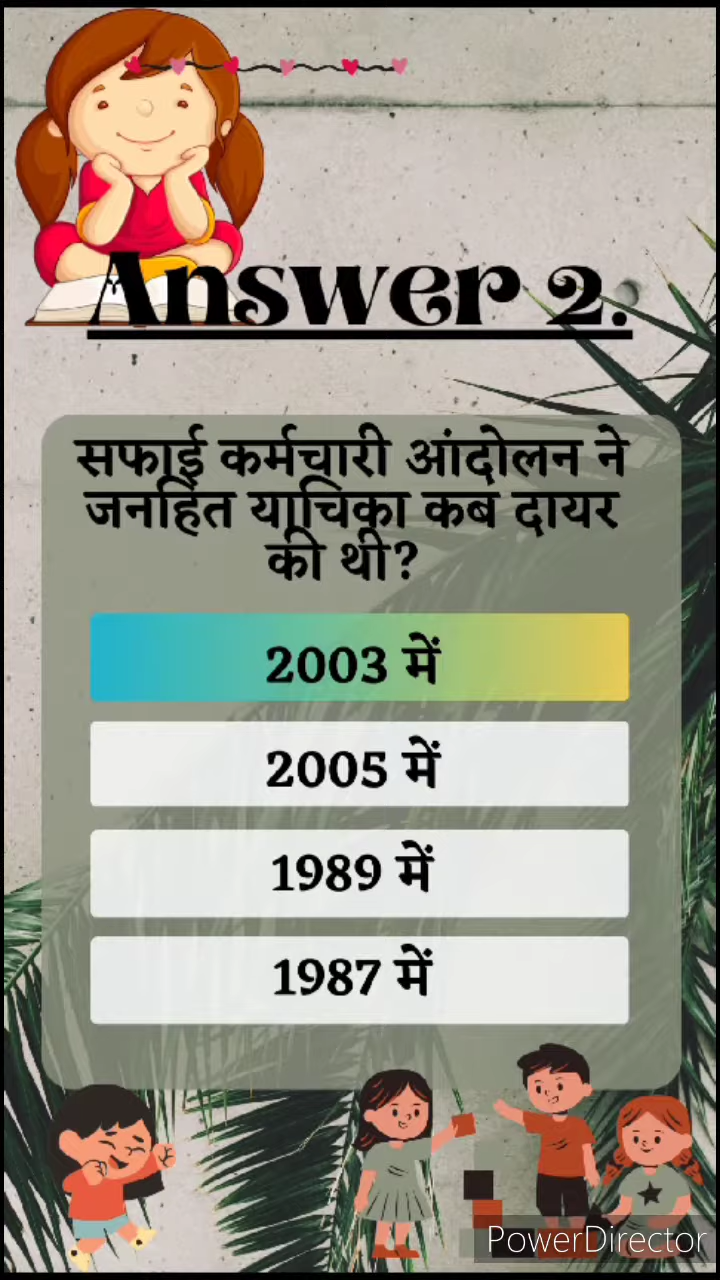 Answer 2.
सफाई कर्मचारी आंदोलन ने
जनहित याचिका कब दायर
की थी?
2003 में
2005 में
1989 में
1987 में
PowerDirector